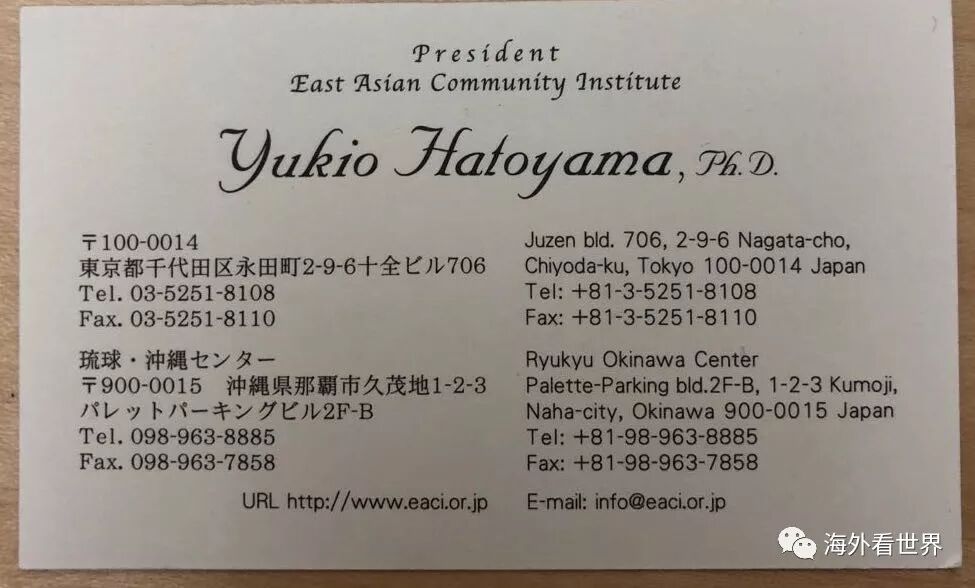 President
East Asian Community Institute
Yukio Hatoyama, Ph.D.
〒100-0014
東京都千代田区永田町2-9-6十全ビル706
Tel. 03-5251-8108
Fax. 03-5251-8110
琉球・沖縄センター
〒900-0015 沖縄県那覇市久茂地1-2-3
パレットパーキングビル2F-B
Tel. 098-963-8885
Fax. 098-963-7858
URL http://www.eaci.or.jp
Juzen bld. 706, 2-9-6 Nagata-cho,
Chiyoda-ku, Tokyo 100-0014 Japan
Tel: +81-3-5251-8108
Fax: +81-3-5251-8110
Ryukyu Okinawa Center
Palette-Parking bld.2F-B, 1-2-3 Kumoji,
Naha-city, Okinawa 900-0015 Japan
Tel: +81-98-963-8885
Fax: +81-98-963-7858
E-mail: info@eaci.or.jp
海外看世界